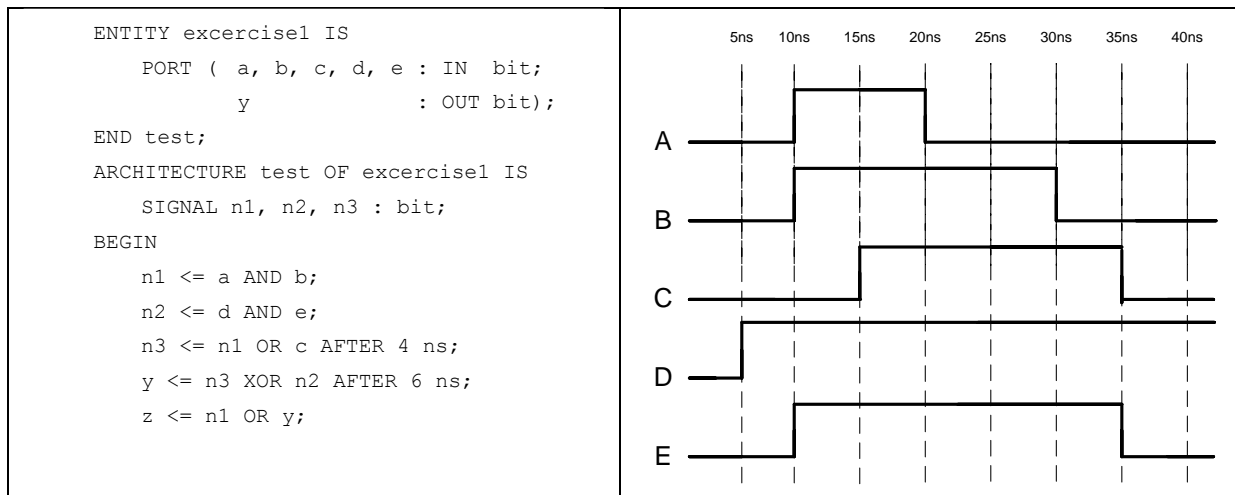 ENTITY excercise1 IS
PORT ( a, b, c, d, e : IN bit;
y : OUT bit);
END test;
ARCHITECTURE test OF excercise1 IS
SIGNAL n1, n2, n3 : bit;
BEGIN
n1 <= a AND b;
n2 <= d AND e;
n3 <= n1 OR c AFTER 4 ns;
y <= n3 XOR n2 AFTER 6 ns;
z <= n1 OR y;
5ns 10ns 15ns 20ns 25ns 30ns 35ns 40ns
A
B
C
D
E